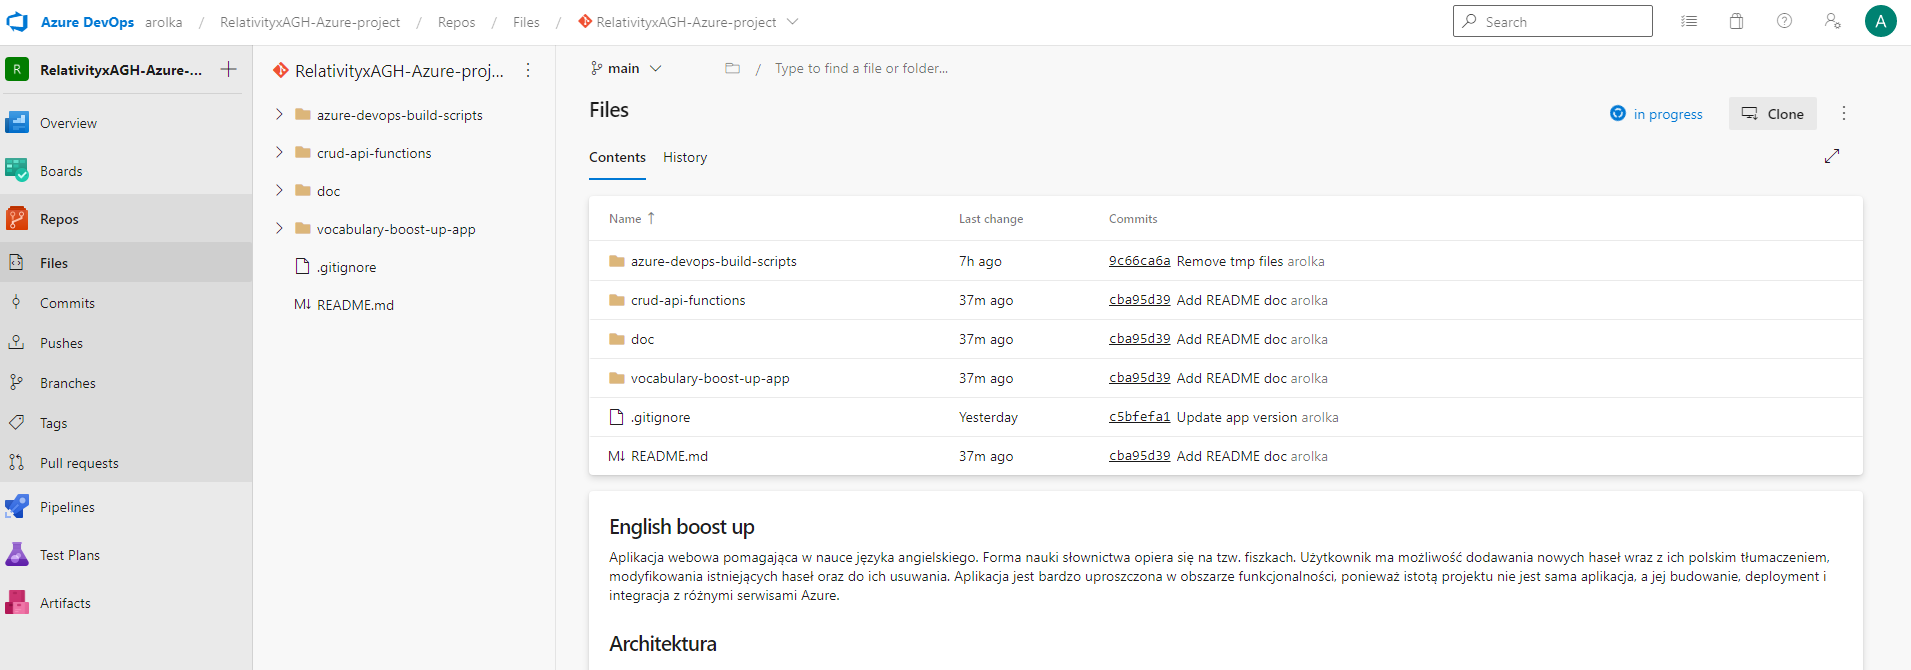 Azure DevOps arolka / RelativityxAGH-Azure-project / Repos / Files / RelativityxAGH-Azure-project
Search
A
R RelativityxAGH-Azure-...
Overview
Boards
Repos
Files
Commits
Pushes
Branches
Tags
Pull requests
Pipelines
Test Plans
Artifacts
RelativityxAGH-Azure-proj...
azure-devops-build-scripts
crud-api-functions
doc
vocabulary-boost-up-app
.gitignore
M↓ README.md
main / Type to find a file or folder...
Files
in progress
Clone
Contents History
Name ↑ Last change Commits
azure-devops-build-scripts 7h ago 9c66ca6a Remove tmp files arolka
crud-api-functions 37m ago cba95d39 Add README doc arolka
doc 37m ago cba95d39 Add README doc arolka
vocabulary-boost-up-app 37m ago cba95d39 Add README doc arolka
.gitignore Yesterday c5bfefa1 Update app version arolka
M↓ README.md 37m ago cba95d39 Add README doc arolka
English boost up
Aplikacja webowa pomagająca w nauce języka angielskiego. Forma nauki słownictwa opiera się na tzw. fiszkach. Użytkownik ma możliwość dodawania nowych haseł wraz z ich polskim tłumaczeniem,
modyfikowania istniejących haseł oraz do ich usuwania. Aplikacja jest bardzo uproszczona w obszarze funkcjonalności, ponieważ istotą projektu nie jest sama aplikacja, a jej budowanie, deployment i
integracja z różnymi serwisami Azure.
Architektura